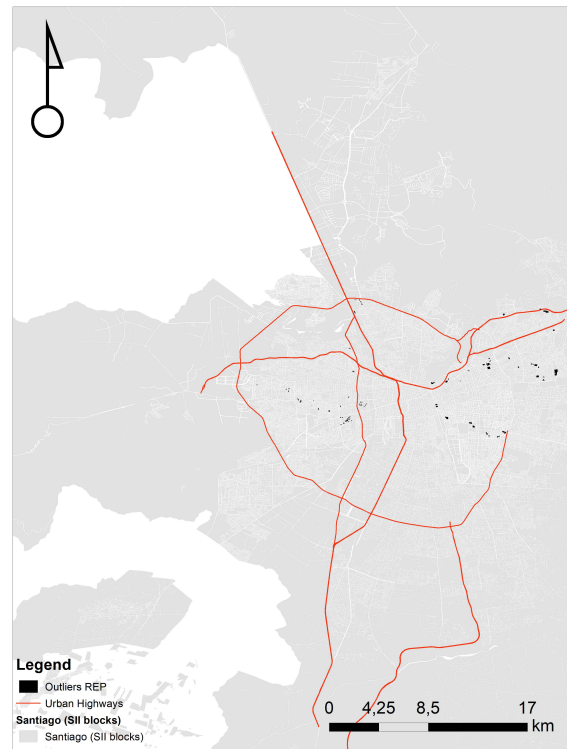 Legend
Outliers REP
Urban Highways
Santiago (SII blocks)
Santiago (SII blocks)
0 4,25 8,5 17
km